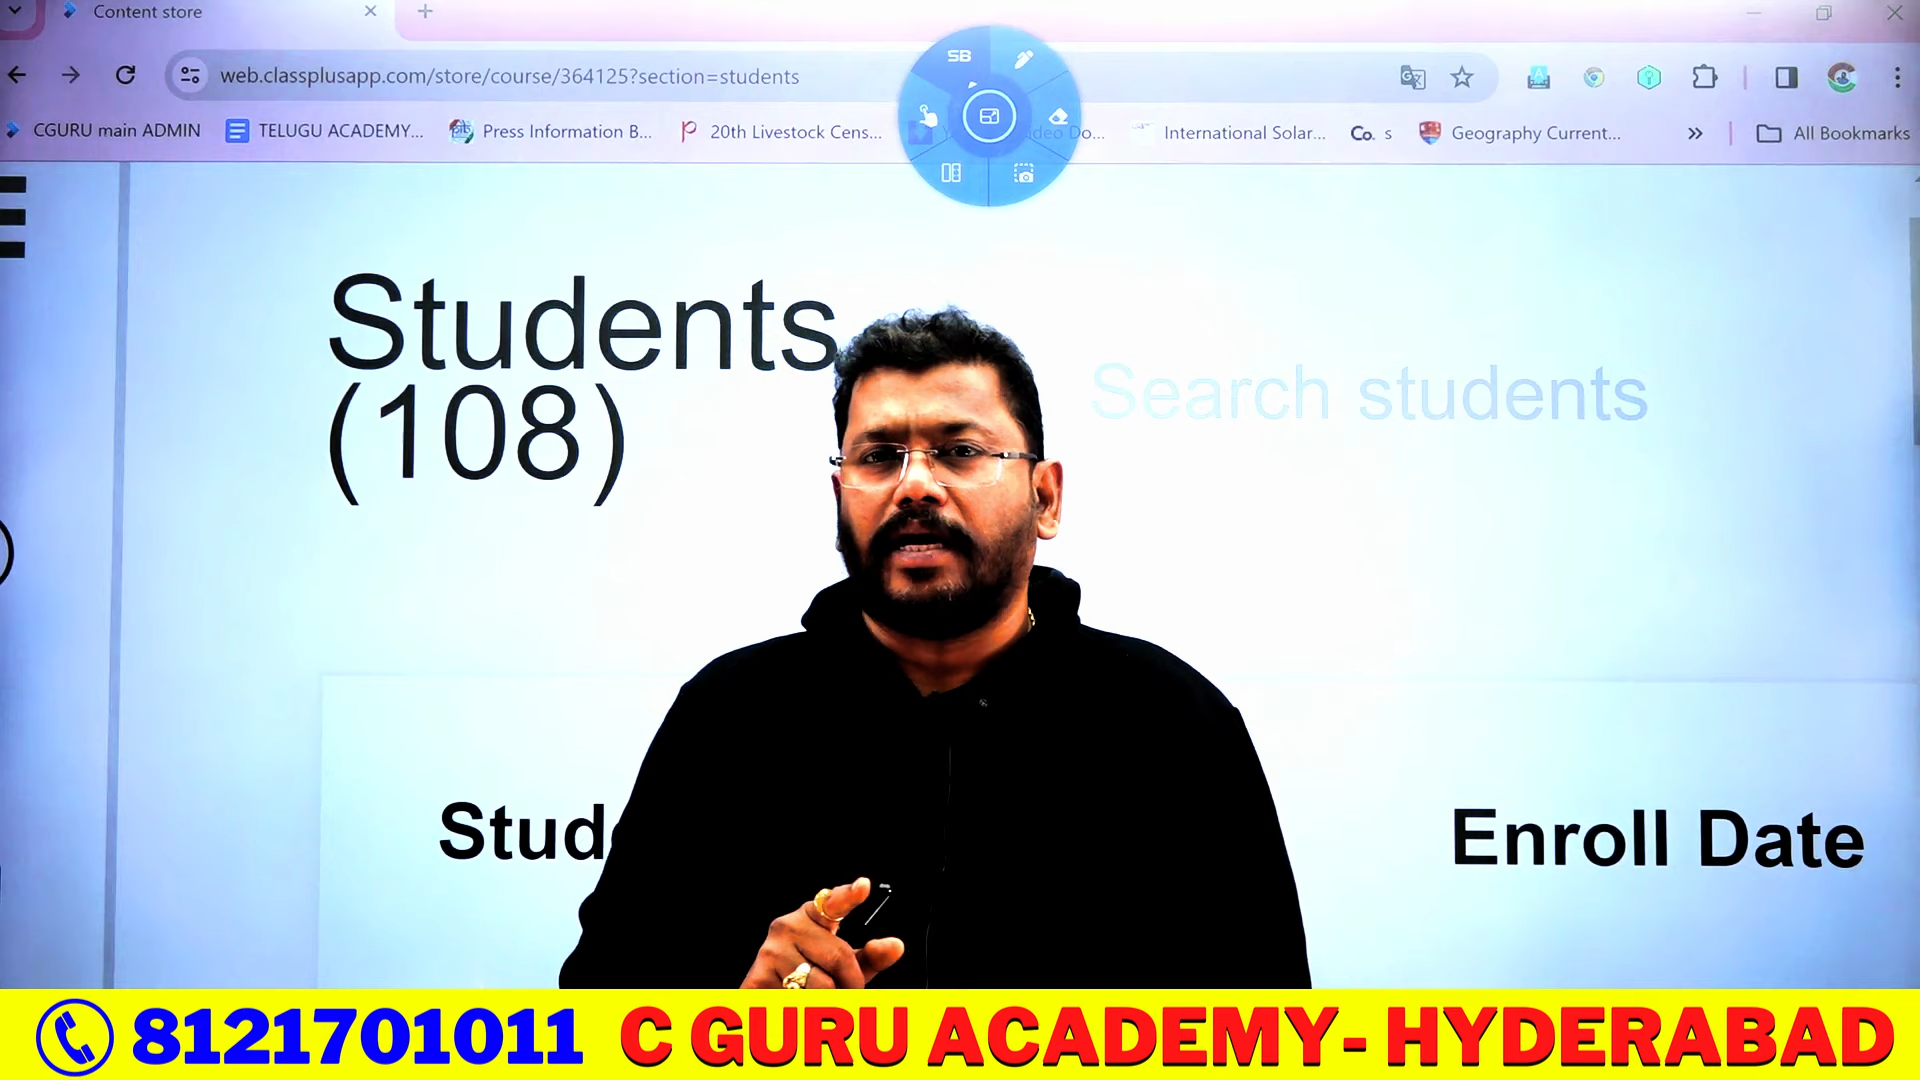 Content store
web.classplusapp.com/store/course/364125?section=students
SB
CGURU main ADMIN
TELUGU ACADEMY...
Press Information B...
20th Livestock Cens...
International Solar...
Co. s
Geography Current...
All Bookmarks
Students
(108)
Search students
Enroll Date
8121701011 C GURU ACADEMY- HYDERABAD